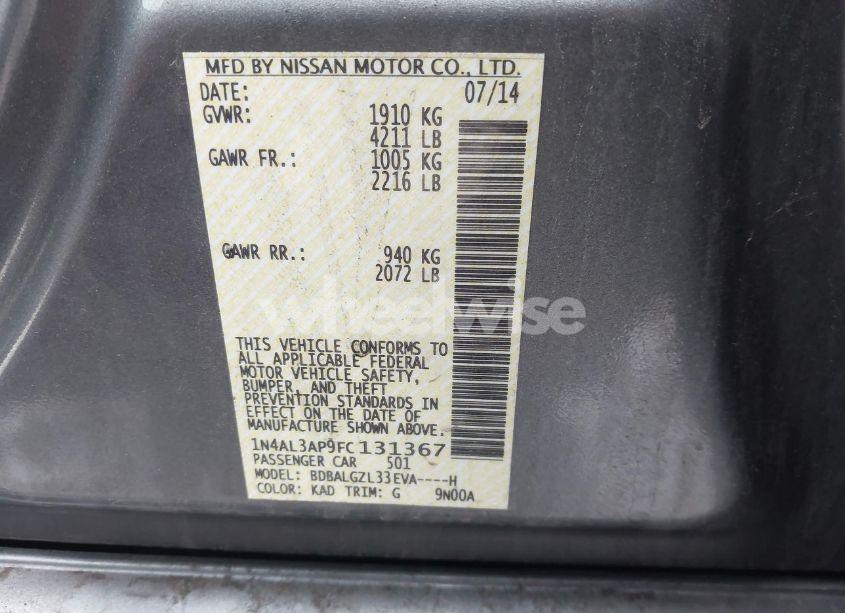 MFD BY NISSAN MOTOR CO., LTD.
DATE: 07/14
GVWR: 1910 KG
4211 LB
GAWR FR.: 1005 KG
2216 LB
GAWR RR.: 940 KG
2072 LB
wheelwise
THIS VEHICLE CONFORMS TO
ALL APPLICABLE FEDERAL
MOTOR VEHICLE SAFETY,
BUMPER, AND THEFT
PREVENTION STANDARDS IN
EFFECT ON THE DATE OF
MANUFACTURE SHOWN ABOVE.
1N4AL3AP9FC131367
PASSENGER CAR 501
MODEL: BDBALGZL33EVA----H
COLOR: KAD TRIM: G 9N00A